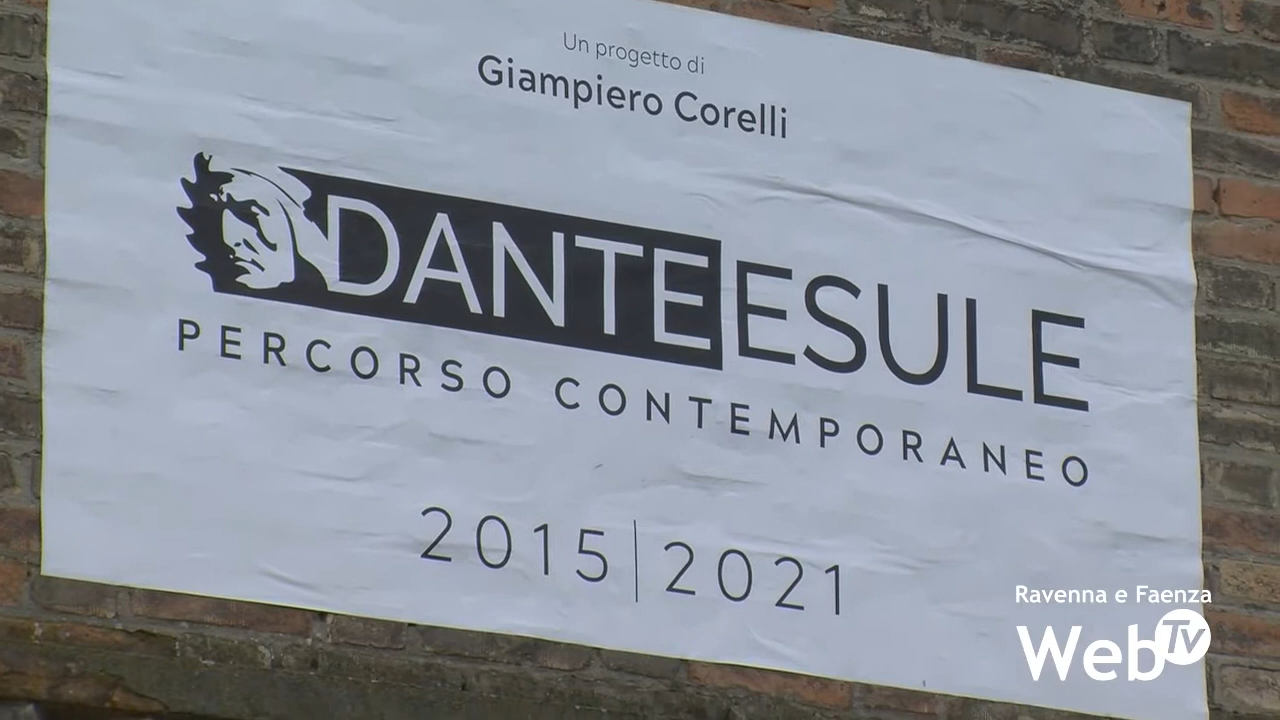 Un progetto di
Giampiero Corelli
DANTEESULE
PERCORSO CONTEMPORANEO
2015|2021
Ravenna e Faenza
WebTv